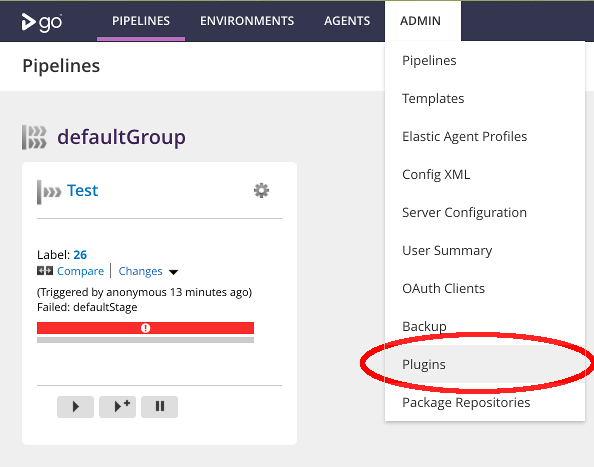 go PIPELINES ENVIRONMENTS AGENTS ADMIN
Pipelines
defaultGroup
Test
Label: 26
Compare Changes
(Triggered by anonymous 13 minutes ago)
Failed: defaultStage
Pipelines
Templates
Elastic Agent Profiles
Config XML
Server Configuration
User Summary
OAuth Clients
Backup
Plugins
Package Repositories